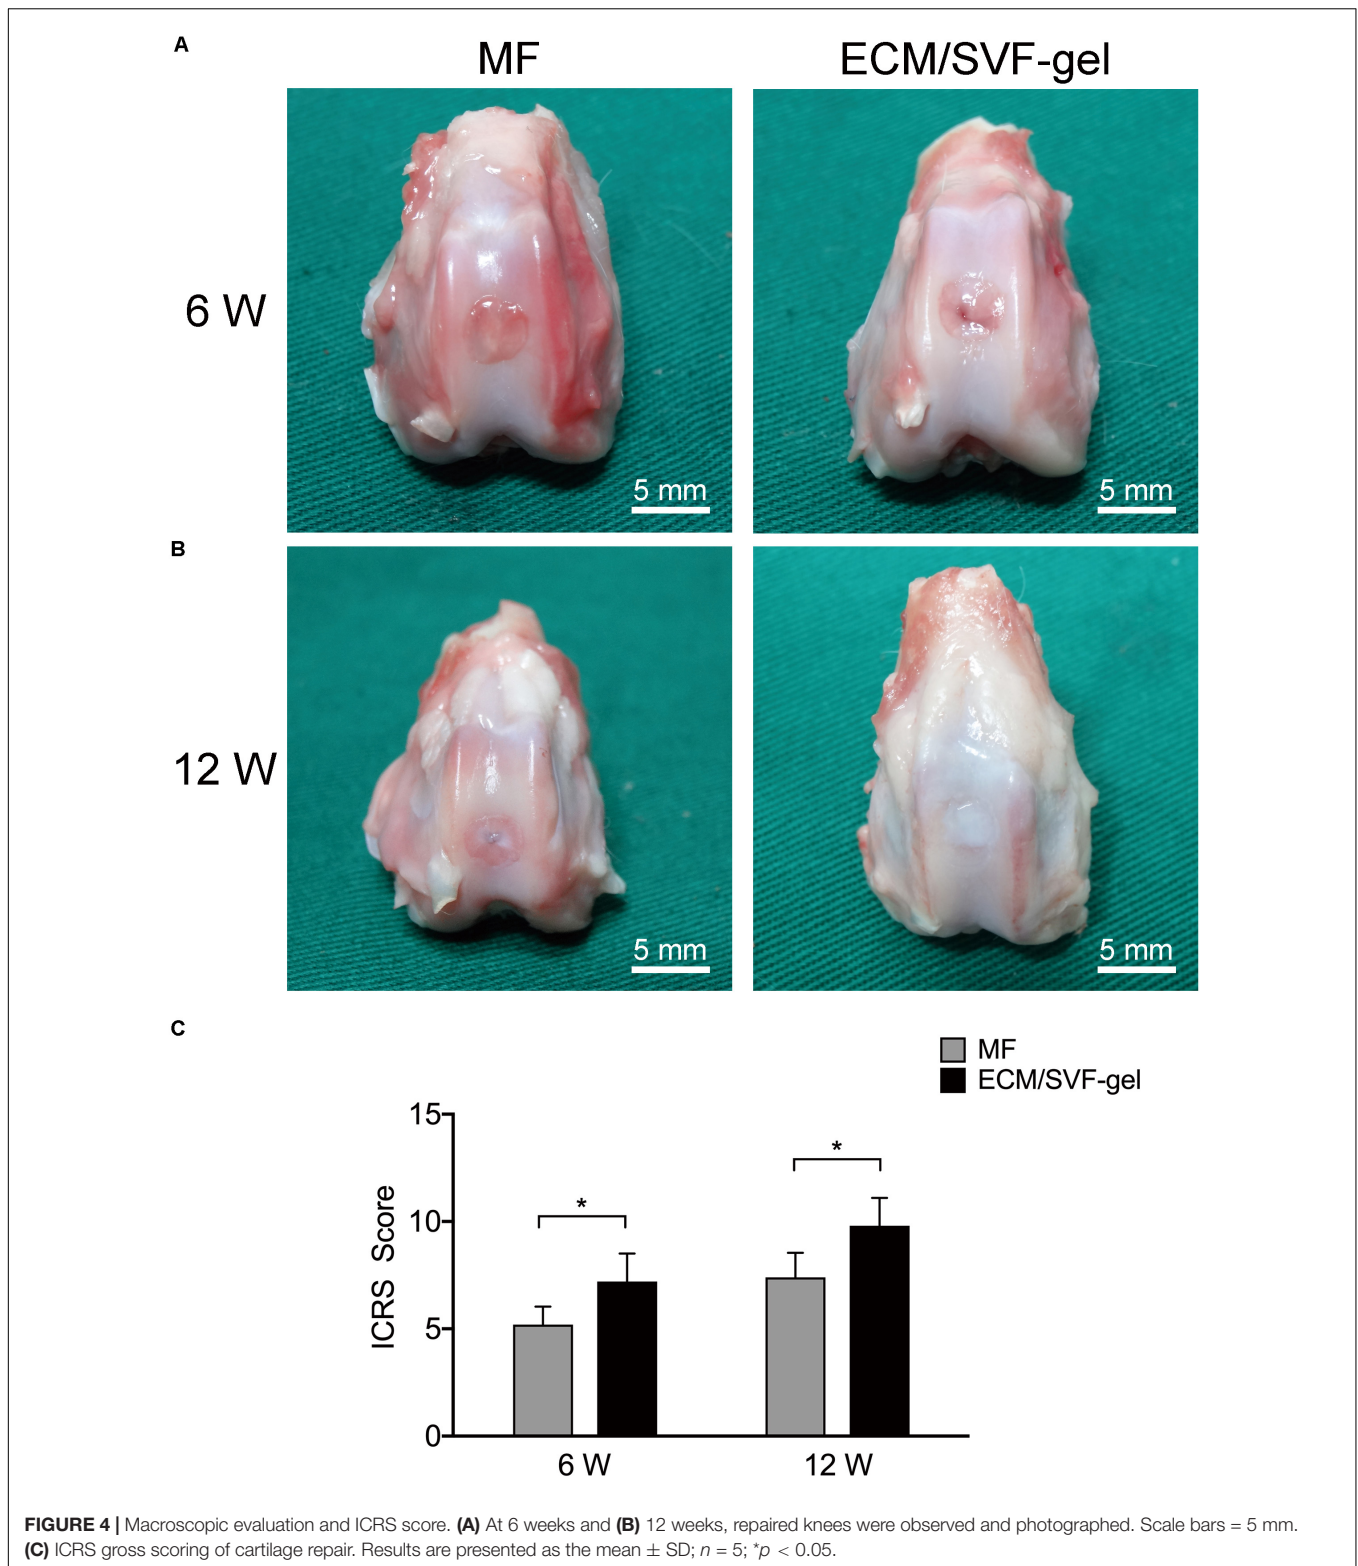 A
MF
ECM/SVF-gel
6 W
5 mm
5 mm
B
12 W
5 mm
5 mm
C
MF
ECM/SVF-gel
15
10
5
0
ICRS Score
*
*
6 W
12 W
FIGURE 4 | Macroscopic evaluation and ICRS score. (A) At 6 weeks and (B) 12 weeks, repaired knees were observed and photographed. Scale bars = 5 mm.
(C) ICRS gross scoring of cartilage repair. Results are presented as the mean ± SD; n = 5; *p < 0.05.